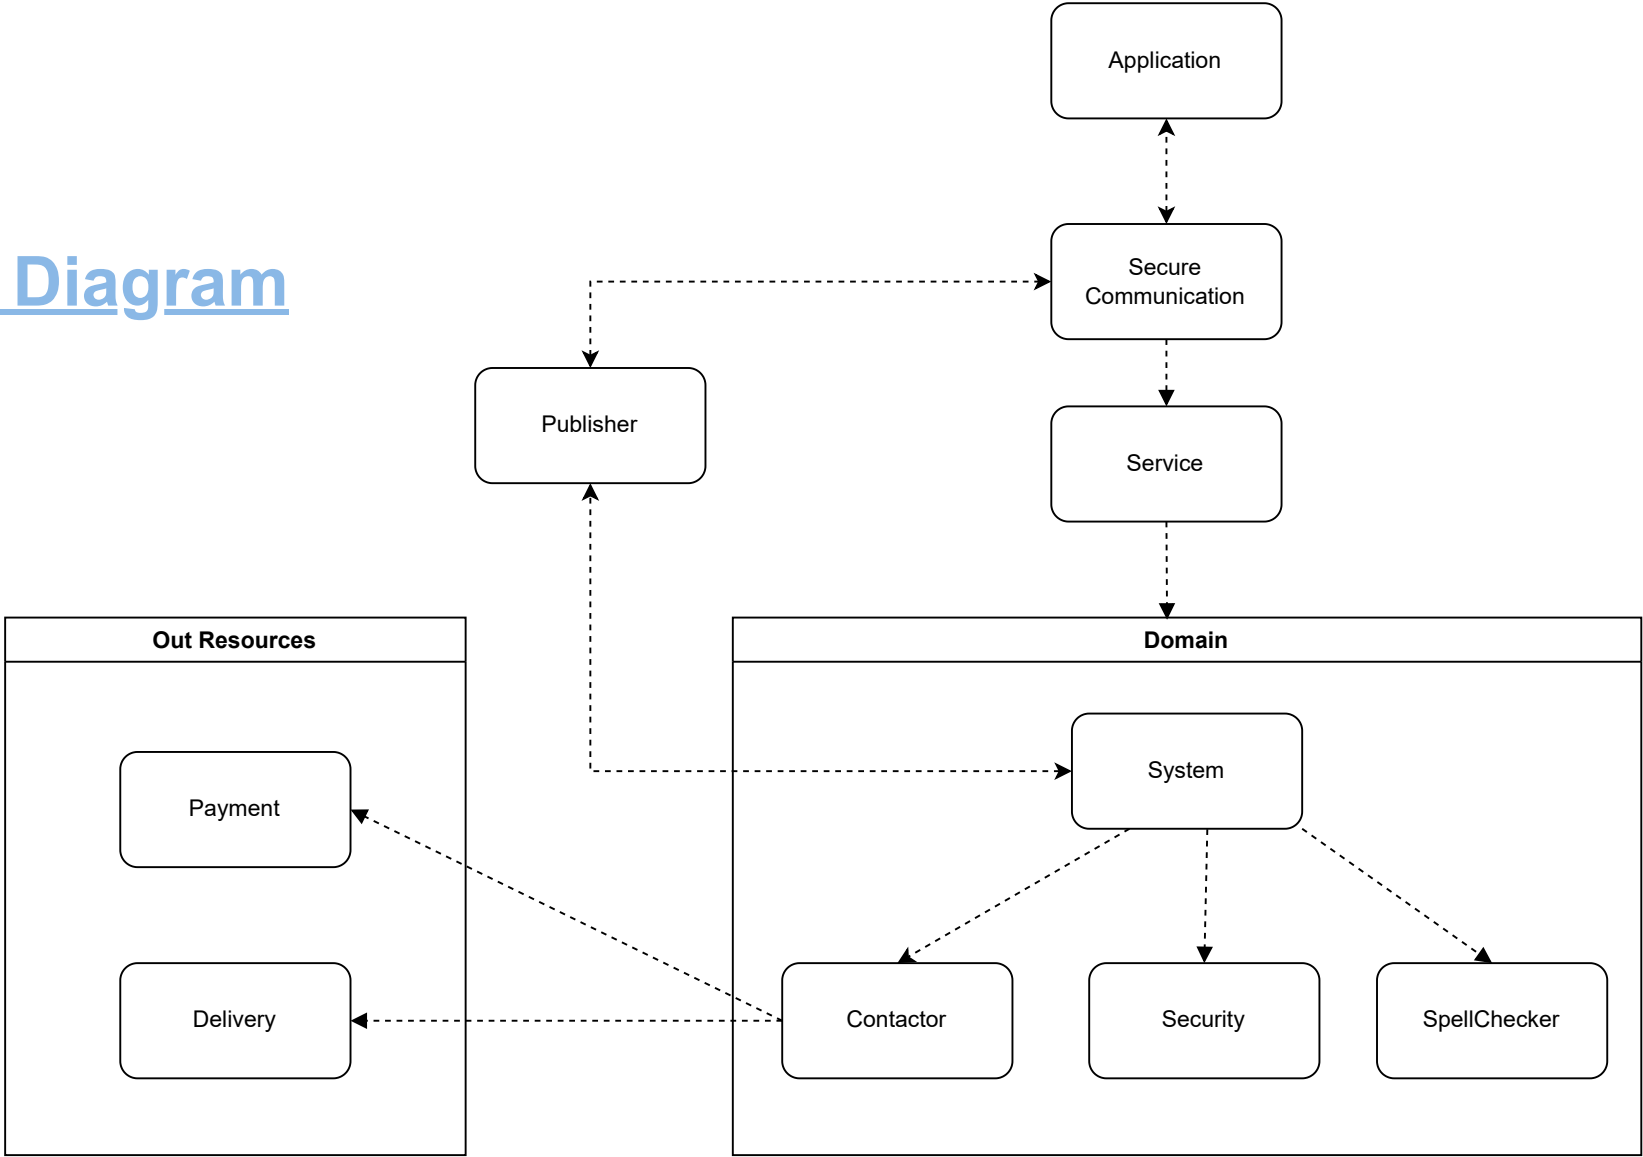 Application
Secure
Communication
Diagram
Publisher
Service
Out Resources
Domain
Payment
System
Delivery
Contactor
Security
SpellChecker